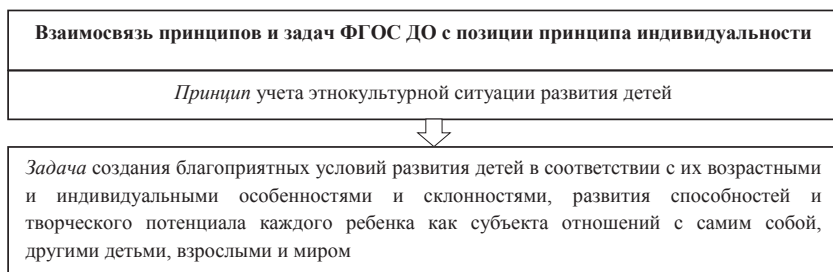 Взаимосвязь принципов и задач ФГОС ДО с позиции принципа индивидуальности
Принцип учета этнокультурной ситуации развития детей
Задача создания благоприятных условий развития детей в соответствии с их возрастными
и индивидуальными особенностями и склонностями, развития способностей и
творческого потенциала каждого ребенка как субъекта отношений с самим собой,
другими детьми, взрослыми и миром